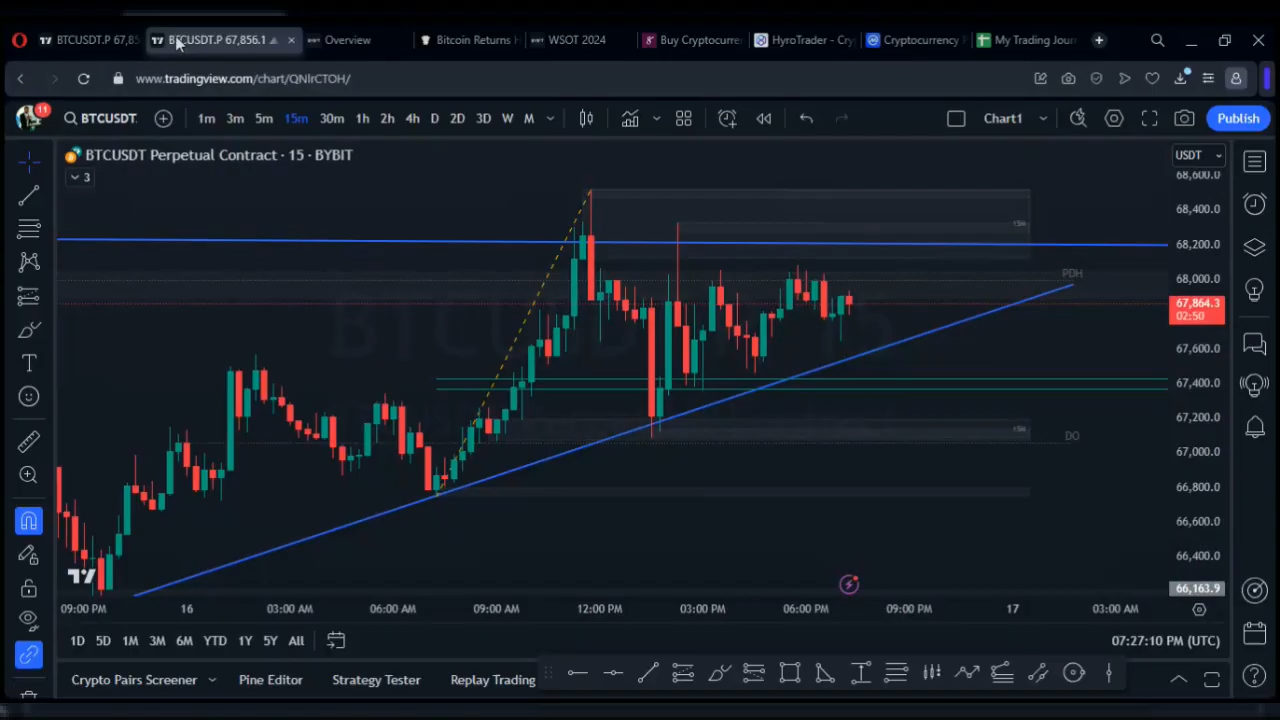 BTCUSDT.P 67,85
BTCUSDT.P 67,856.1
Overview
Bitcoin Returns H
WSOT 2024
Buy Cryptocurre
HyroTrader - Cry
Cryptocurrency
My Trading Jour
www.tradingview.com/chart/QNlrCTOH/
11
BTCUSDT.
1m 3m 5m 15m 30m 1h 2h 4h D 2D 3D W M
Chart1
Publish
BTCUSDT Perpetual Contract · 15 · BYBIT
USDT
3
68,600.0
68,400.0
15M
68,200.0
68,000.0
PDH
67,864.3
02:50
67,600.0
67,400.0
67,200.0
15M
DO
67,000.0
66,800.0
66,600.0
66,400.0
66,163.9
09:00 PM 16 03:00 AM 06:00 AM 09:00 AM 12:00 PM 03:00 PM 06:00 PM 09:00 PM 17 03:00 AM
1D 5D 1M 3M 6M YTD 1Y 5Y All
07:27:10 PM (UTC)
Crypto Pairs Screener
Pine Editor
Strategy Tester
Replay Trading